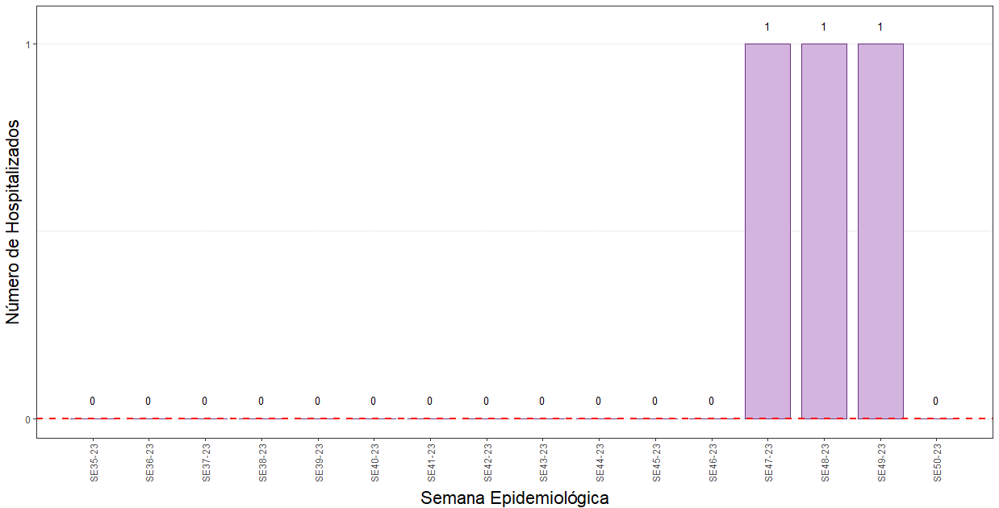 Número de Hospitalizados
1
0
0
0
0
0
0
0
0
0
0
0
0
0
1
1
1
0
SE35-23
SE36-23
SE37-23
SE38-23
SE39-23
SE40-23
SE41-23
SE42-23
SE43-23
SE44-23
SE45-23
SE46-23
SE47-23
SE48-23
SE49-23
SE50-23
Semana Epidemiológica